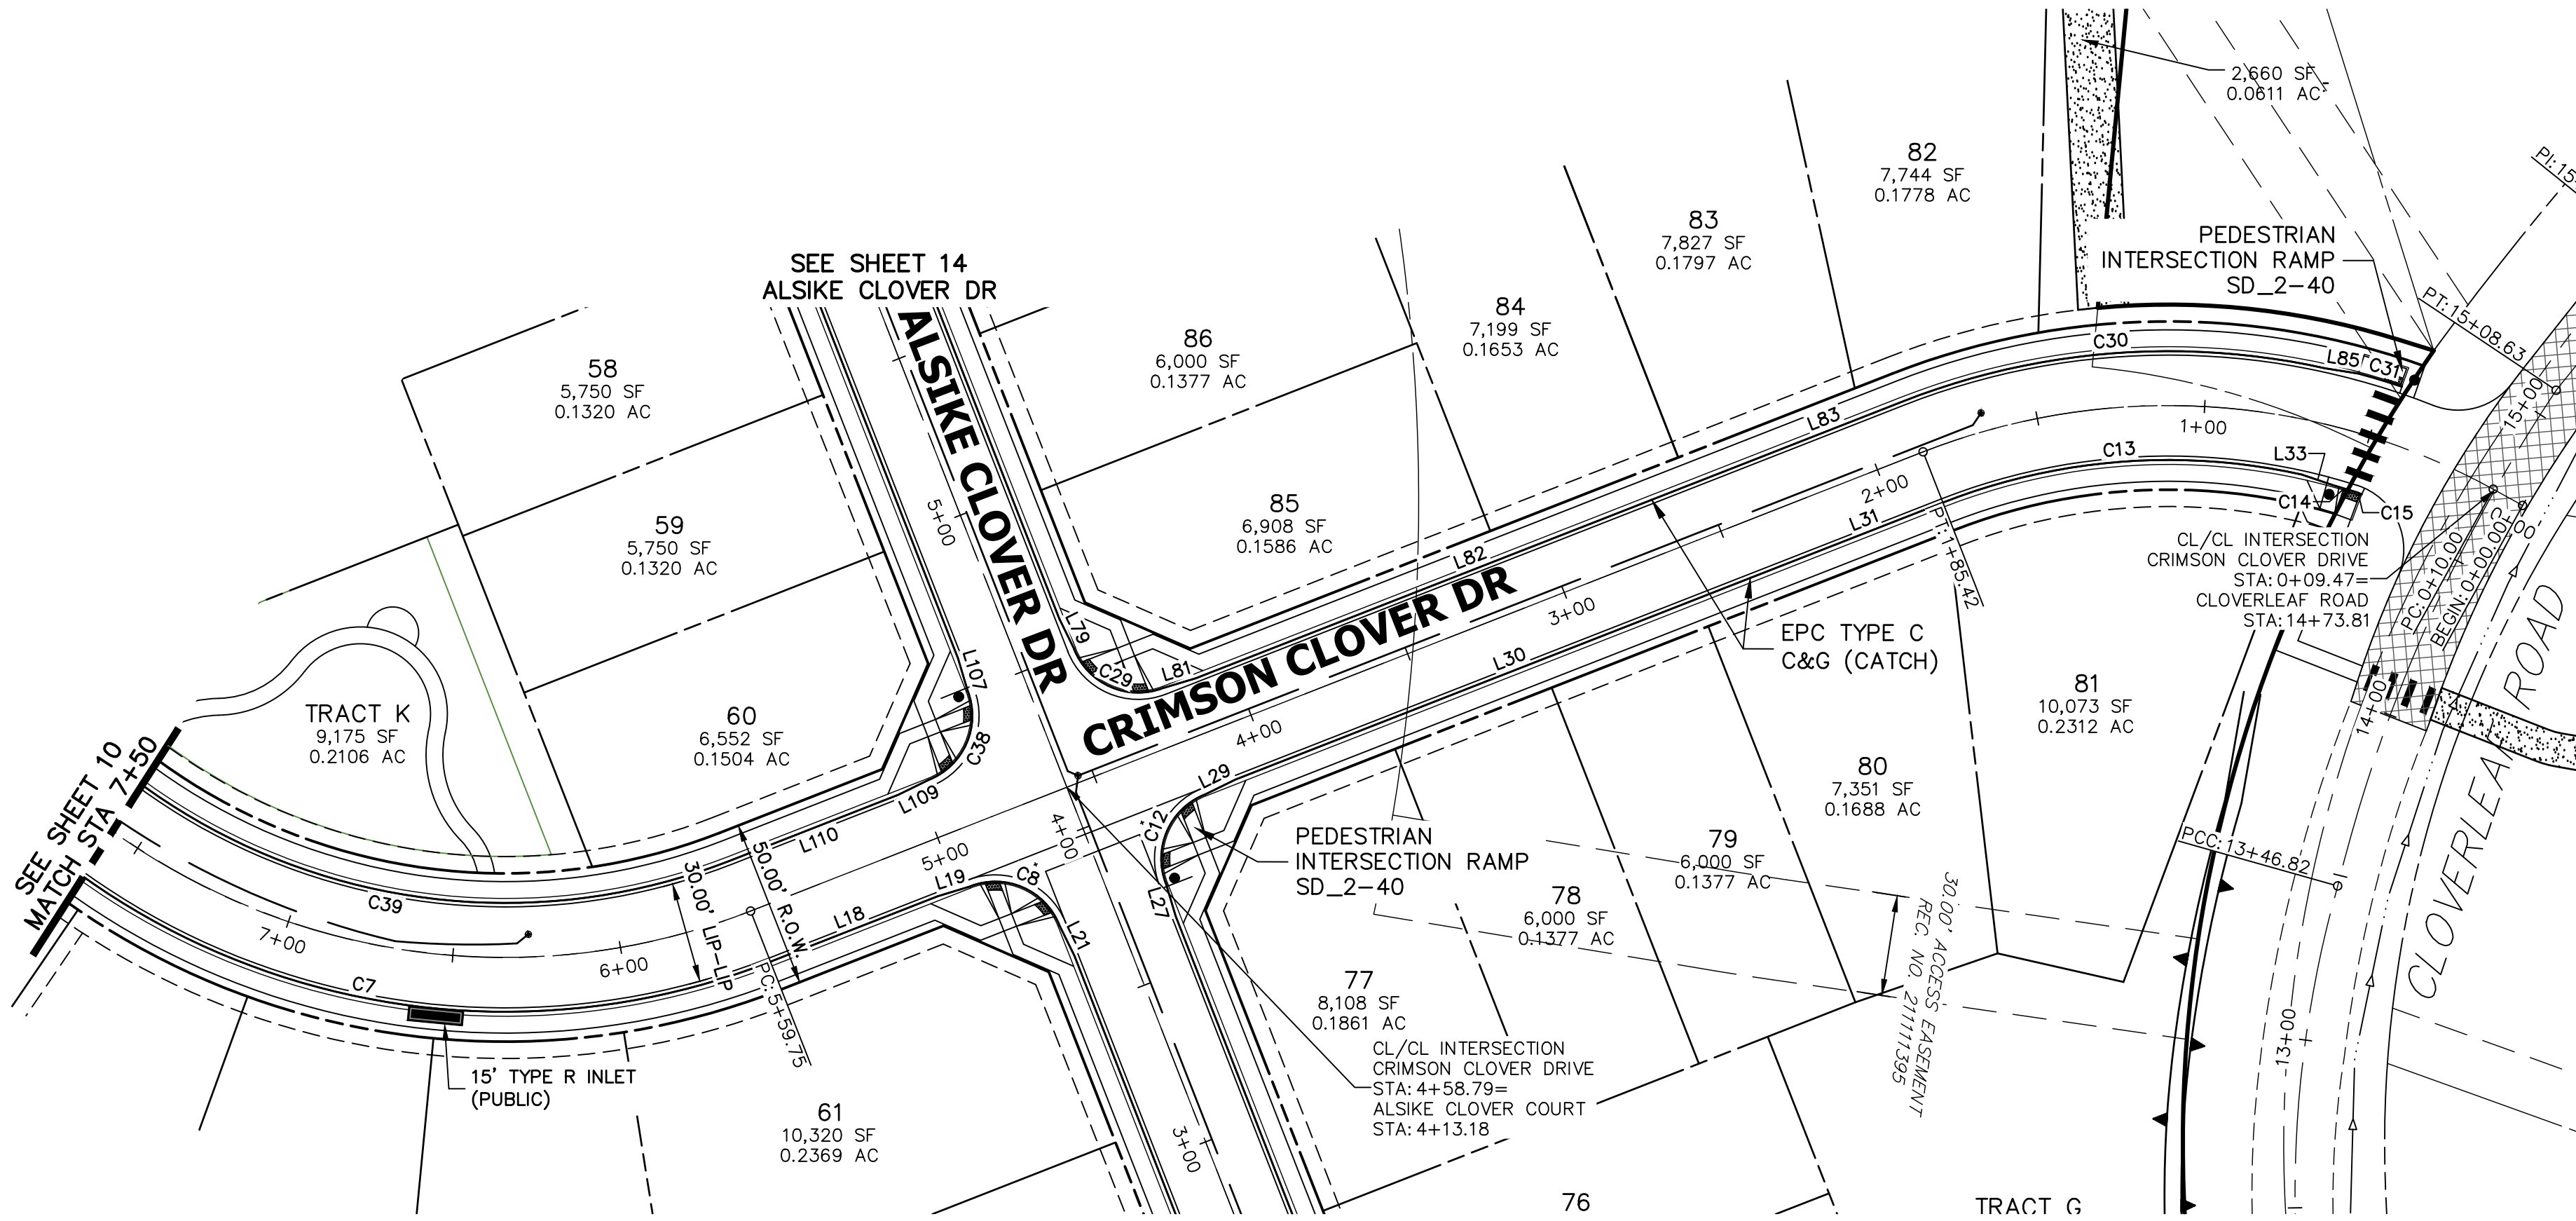 2,660 SF
0.0611 AC
82
7,744 SF
0.1778 AC
83
7,827 SF
0.1797 AC
PEDESTRIAN
INTERSECTION RAMP
SD_2-40
SEE SHEET 14
ALSIKE CLOVER DR
84
7,199 SF
0.1653 AC
86
6,000 SF
0.1377 AC
58
5,750 SF
0.1320 AC
PI:15
PT:15+08.63
15+00
C30
L85
C31
1+00
L83
C13
L33
C14
C15
ALSIKE CLOVER DR
5+00
59
5,750 SF
0.1320 AC
85
6,908 SF
0.1586 AC
L82
2+00
L31
PT:1+85.42
CL/CL INTERSECTION
CRIMSON CLOVER DRIVE
STA: 0+09.47=
CLOVERLEAF ROAD
STA: 14+73.81
PC: 0+10.00
BEGIN: 0+00.00
CRIMSON CLOVER DR
3+00
L79
C29
L81
L30
EPC TYPE C
C&G (CATCH)
L107
C38
TRACT K
9,175 SF
0.2106 AC
60
6,552 SF
0.1504 AC
81
10,073 SF
0.2312 AC
14+00
CLOVERLEAF ROAD
SEE SHEET 10
MATCH STA 7+50
L109
L110
4+00
L29
C12
4+00
80
7,351 SF
0.1688 AC
PEDESTRIAN
INTERSECTION RAMP
SD_2-40
79
6,000 SF
0.1377 AC
PCC: 13+46.82
5+00
C8
L19
L18
L21
L27
30.00' LIP-LIP
50.00' R.O.W.
C39
7+00
6+00
C7
PC: 5+59.75
78
6,000 SF
0.1377 AC
30.00' ACCESS EASEMENT
REC. NO. 211111395
77
8,108 SF
0.1861 AC
CL/CL INTERSECTION
CRIMSON CLOVER DRIVE
STA: 4+58.79=
ALSIKE CLOVER COURT
STA: 4+13.18
13+00
15' TYPE R INLET
(PUBLIC)
61
10,320 SF
0.2369 AC
3+00
76
TRACT G